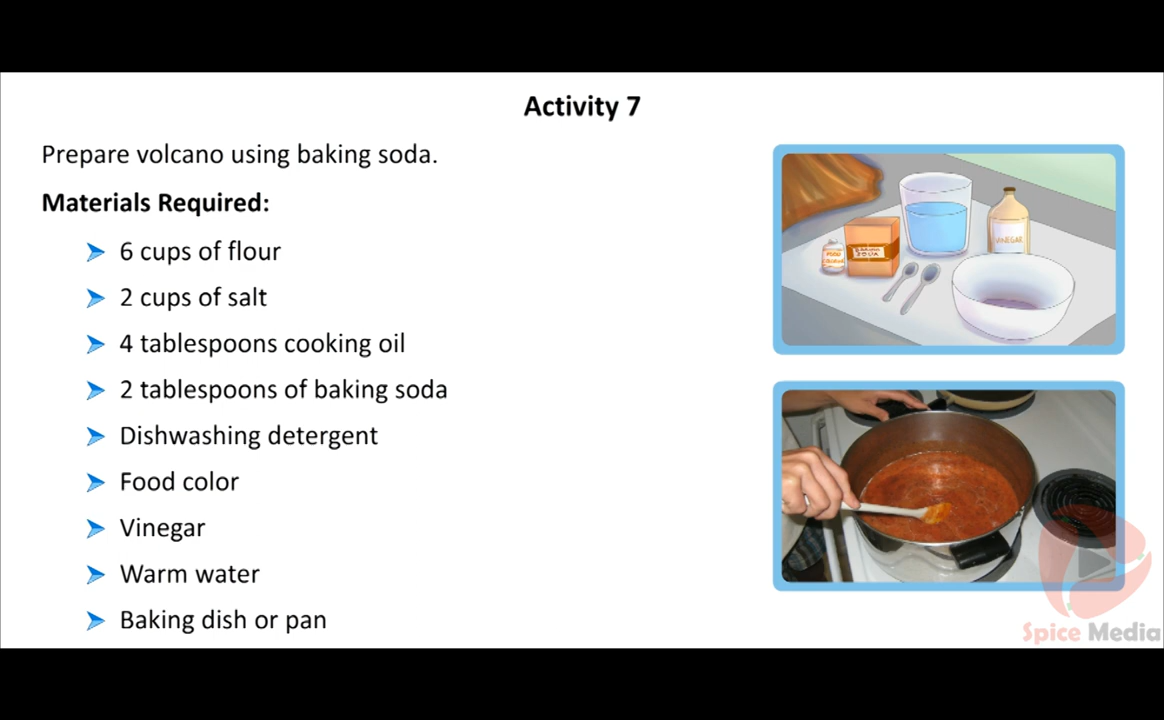 Activity 7
Prepare volcano using baking soda.
Materials Required:
6 cups of flour
2 cups of salt
4 tablespoons cooking oil
2 tablespoons of baking soda
Dishwashing detergent
Food color
Vinegar
Warm water
Baking dish or pan
VINEGAR
SODA
Spice Media